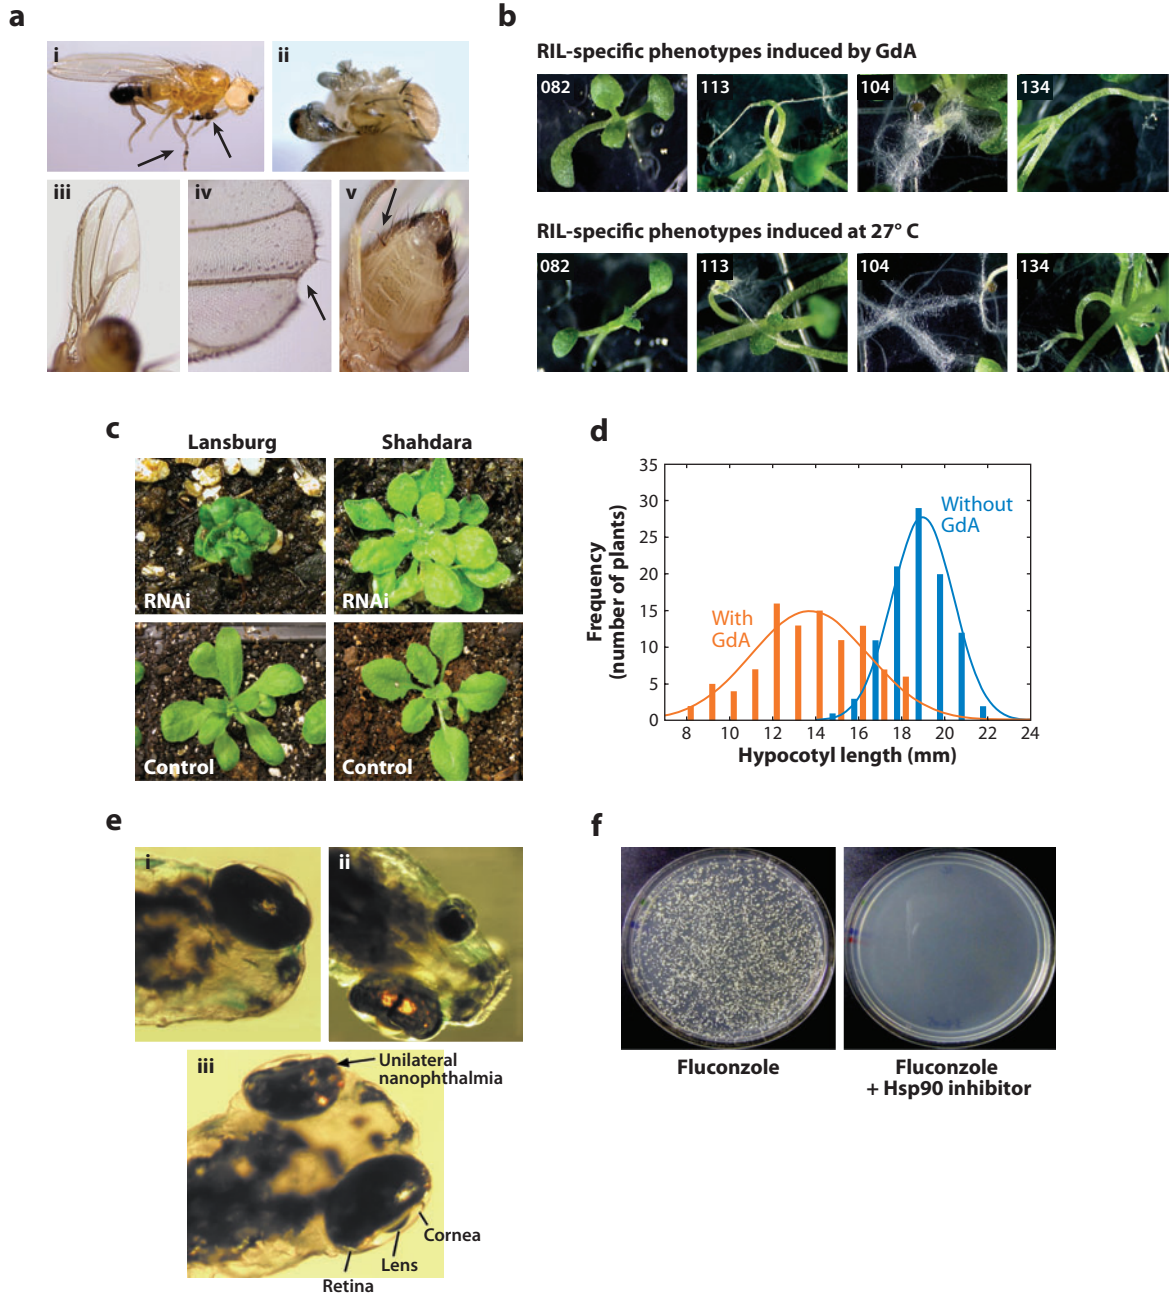 a
i
ii
iii
iv
v
b
RIL-specific phenotypes induced by GdA
082
113
104
134
RIL-specific phenotypes induced at 27° C
082
113
104
134
c
Lansburg
Shahdara
RNAi
RNAi
Control
Control
d
Frequency
(number of plants)
35
30
25
20
15
10
5
0
With
GdA
Without
GdA
8
10
12
14
16
18
20
22
24
Hypocotyl length (mm)
e
i
ii
iii
Unilateral
nanophthalmia
Cornea
Lens
Retina
f
Fluconzole
Fluconzole
+ Hsp90 inhibitor